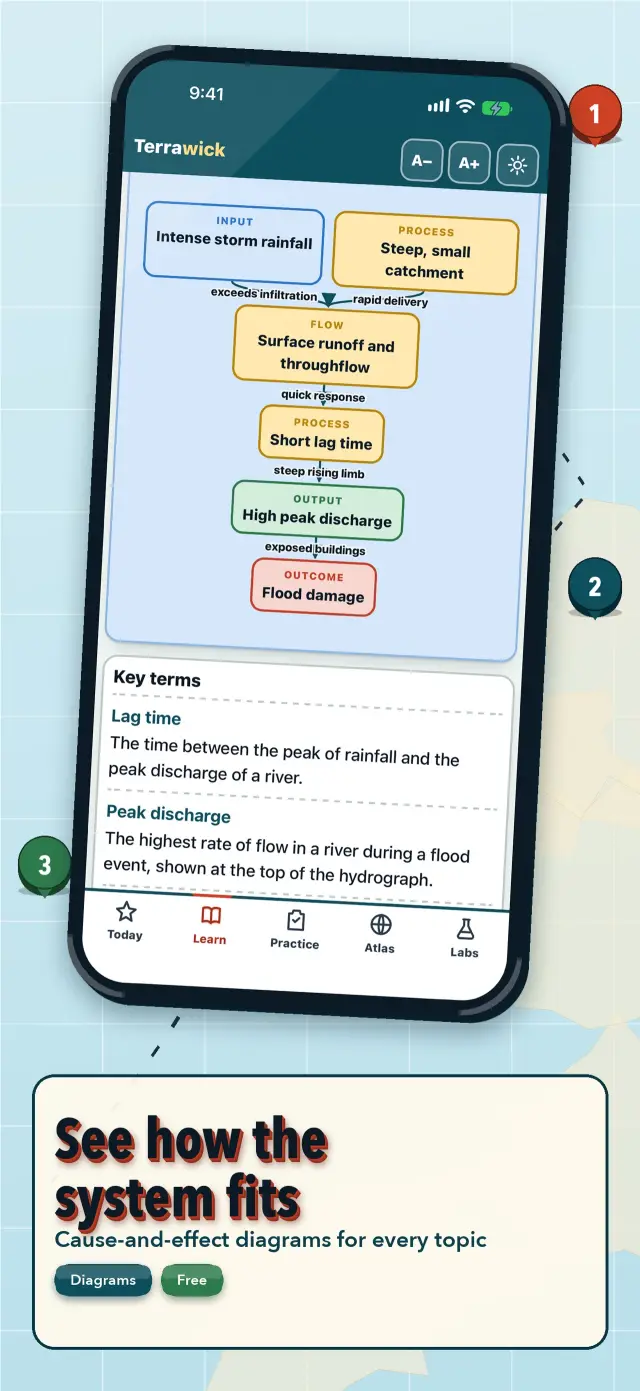 9:41
1
Terrawick
A−
A+
INPUT
Intense storm rainfall
PROCESS
Steep, small
catchment
exceeds infiltration
rapid delivery
FLOW
Surface runoff and
throughflow
quick response
PROCESS
Short lag time
steep rising limb
OUTPUT
High peak discharge
exposed buildings
OUTCOME
Flood damage
2
Key terms
Lag time
The time between the peak of rainfall and the
peak discharge of a river.
Peak discharge
The highest rate of flow in a river during a flood
event, shown at the top of the hydrograph.
3
Today
Learn
Practice
Atlas
Labs
See how the
system fits
Cause-and-effect diagrams for every topic
Diagrams
Free